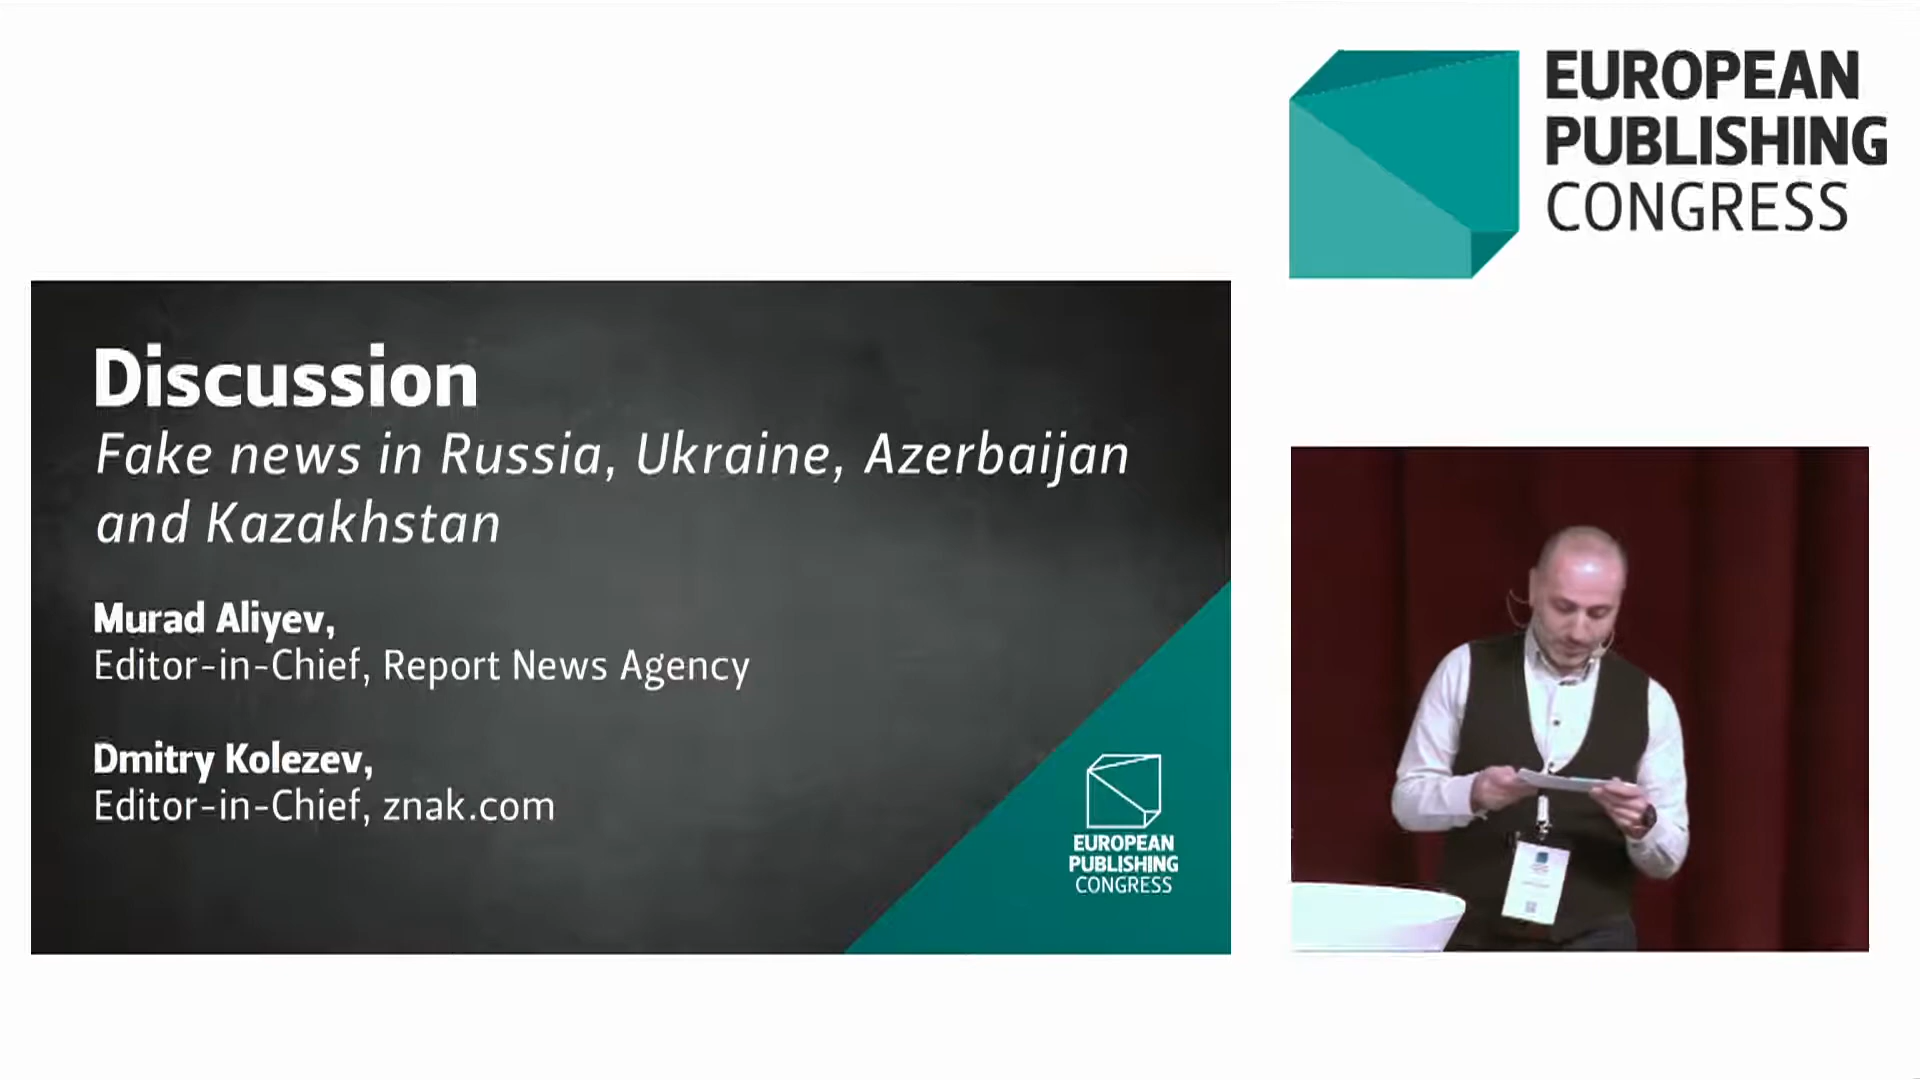 EUROPEAN
PUBLISHING
CONGRESS
Discussion
Fake news in Russia, Ukraine, Azerbaijan
and Kazakhstan
Murad Aliyev,
Editor-in-Chief, Report News Agency
Dmitry Kolezev,
Editor-in-Chief, znak.com
EUROPEAN
PUBLISHING
CONGRESS